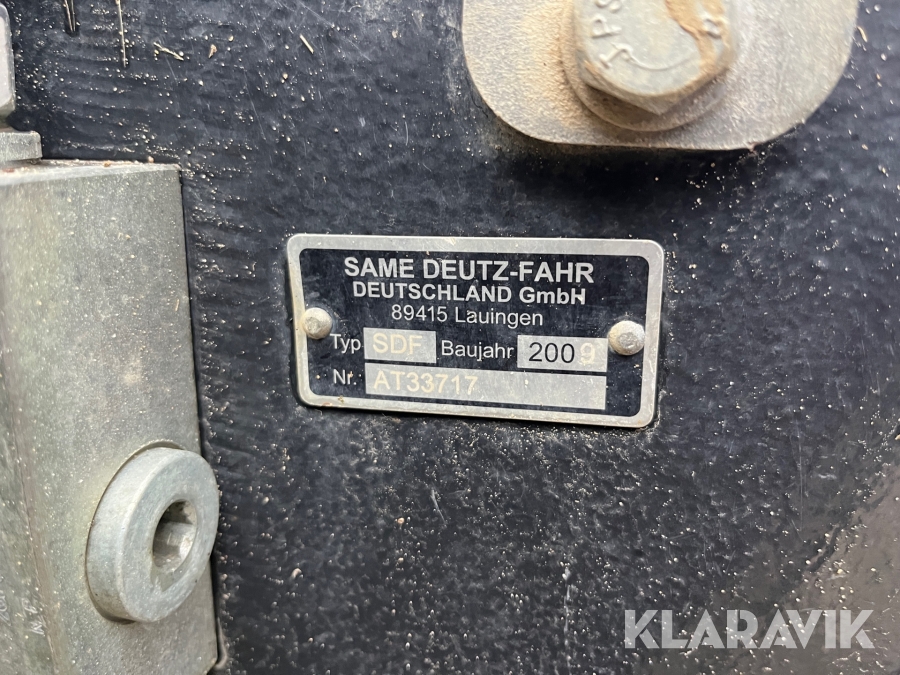 SAME DEUTZ-FAHR
DEUTSCHLAND GmbH
89415 Lauingen
Typ SDF Baujahr 2009
Nr. AT33717
KLARAVIK